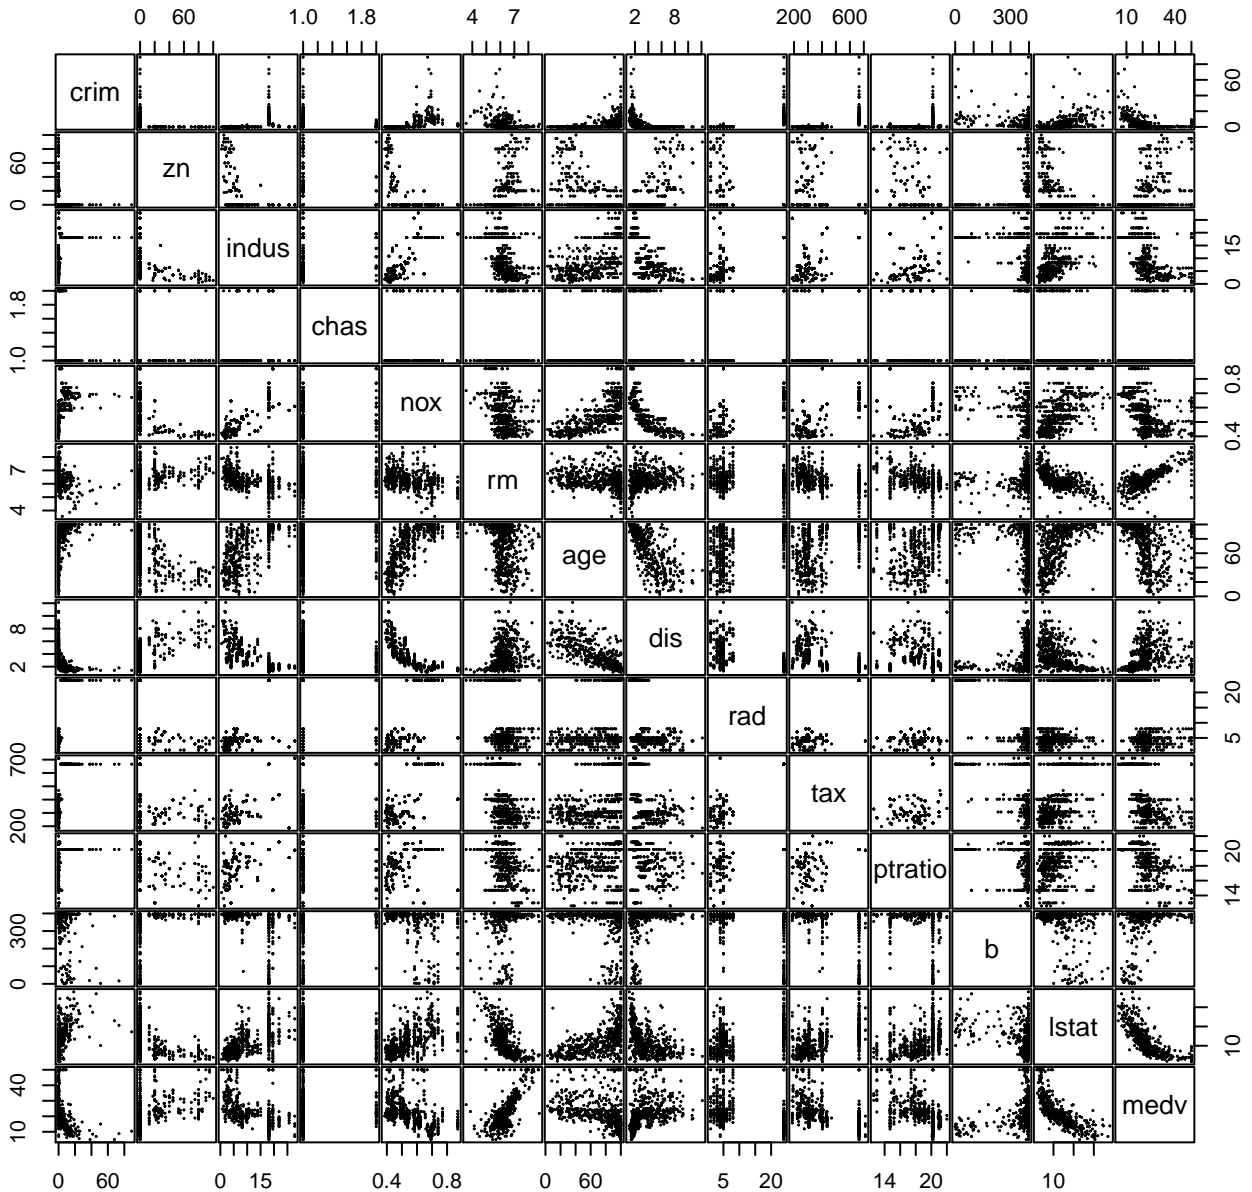 0 60 1.0 1.8 4 7 2 8 200 600 0 300 10 40
crim 0 60
0 60 zn
indus 0 15
1.0 1.8 chas
nox 0.4 0.8
4 7 rm
age 0 60
2 8 dis
rad 5 20
200 700 tax
ptratio 14 20
0 300 b
lstat 10
10 40 medv
0 60 0 15 0.4 0.8 0 60 5 20 14 20 10